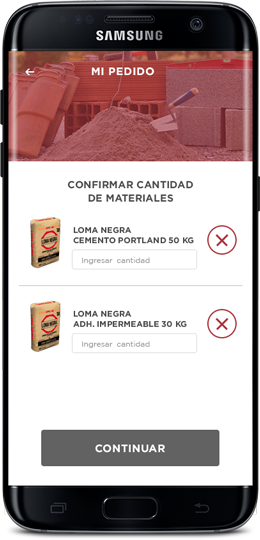 SAMSUNG
MI PEDIDO
CONFIRMAR CANTIDAD
DE MATERIALES
LOMA NEGRA
CEMENTO PORTLAND 50 KG
Ingresar cantidad
LOMA NEGRA
ADH. IMPERMEABLE 30 KG
Ingresar cantidad
CONTINUAR